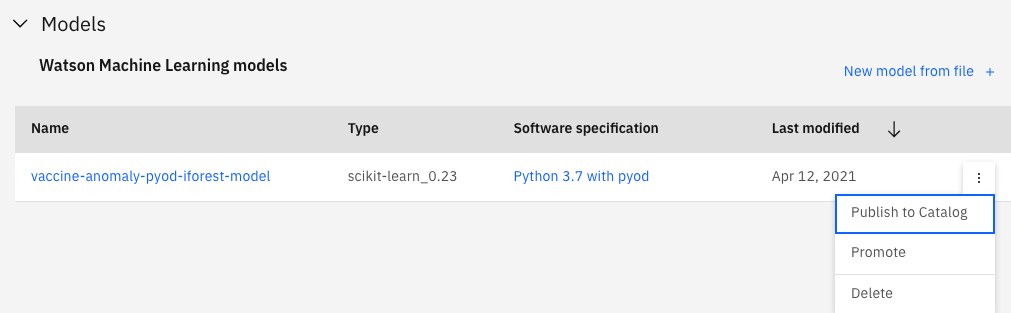 Models
Watson Machine Learning models
New model from file +
Name Type Software specification Last modified
vaccine-anomaly-pyod-iforest-model scikit-learn_0.23 Python 3.7 with pyod Apr 12, 2021
Publish to Catalog
Promote
Delete